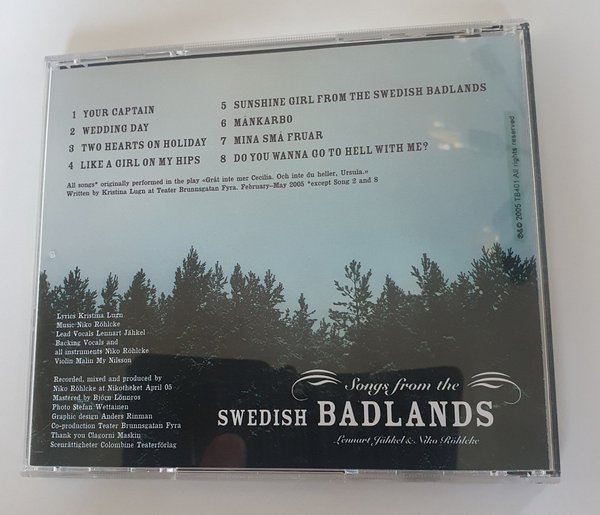 1 YOUR CAPTAIN
2 WEDDING DAY
3 TWO HEARTS ON HOLIDAY
4 LIKE A GIRL ON MY HIPS
5 SUNSHINE GIRL FROM THE SWEDISH BADLANDS
6 MÅNKARBO
7 MINA SMÅ FRUAR
8 DO YOU WANNA GO TO HELL WITH ME?
All songs* originally performed in the play «Gråt inte mer Cecilia. Och inte du heller, Ursula.»
Written by Kristina Lugn at Teater Brunnsgatan Fyra. February–May 2005 *except Song 2 and 8
℗&© 2005 TB401 All rights reserved
Lyrics Kristina Lugn
Music Niko Röhlcke
Lead Vocals Lennart Jähkel
Backing Vocals and
all instruments Niko Röhlcke
Violin Malin My Nilsson
Recorded, mixed and produced by
Niko Röhlcke at Nikotheket April 05
Mastered by Björn Lönnros
Photo Stefan Wettainen
Graphic design Anders Rinman
Co-production Teater Brunnsgatan Fyra
Thank you Clagorni Maskin
Scenrättigheter Colombine Teaterförlag
Songs from the
SWEDISH BADLANDS
Lennart Jähkel & Niko Röhlcke